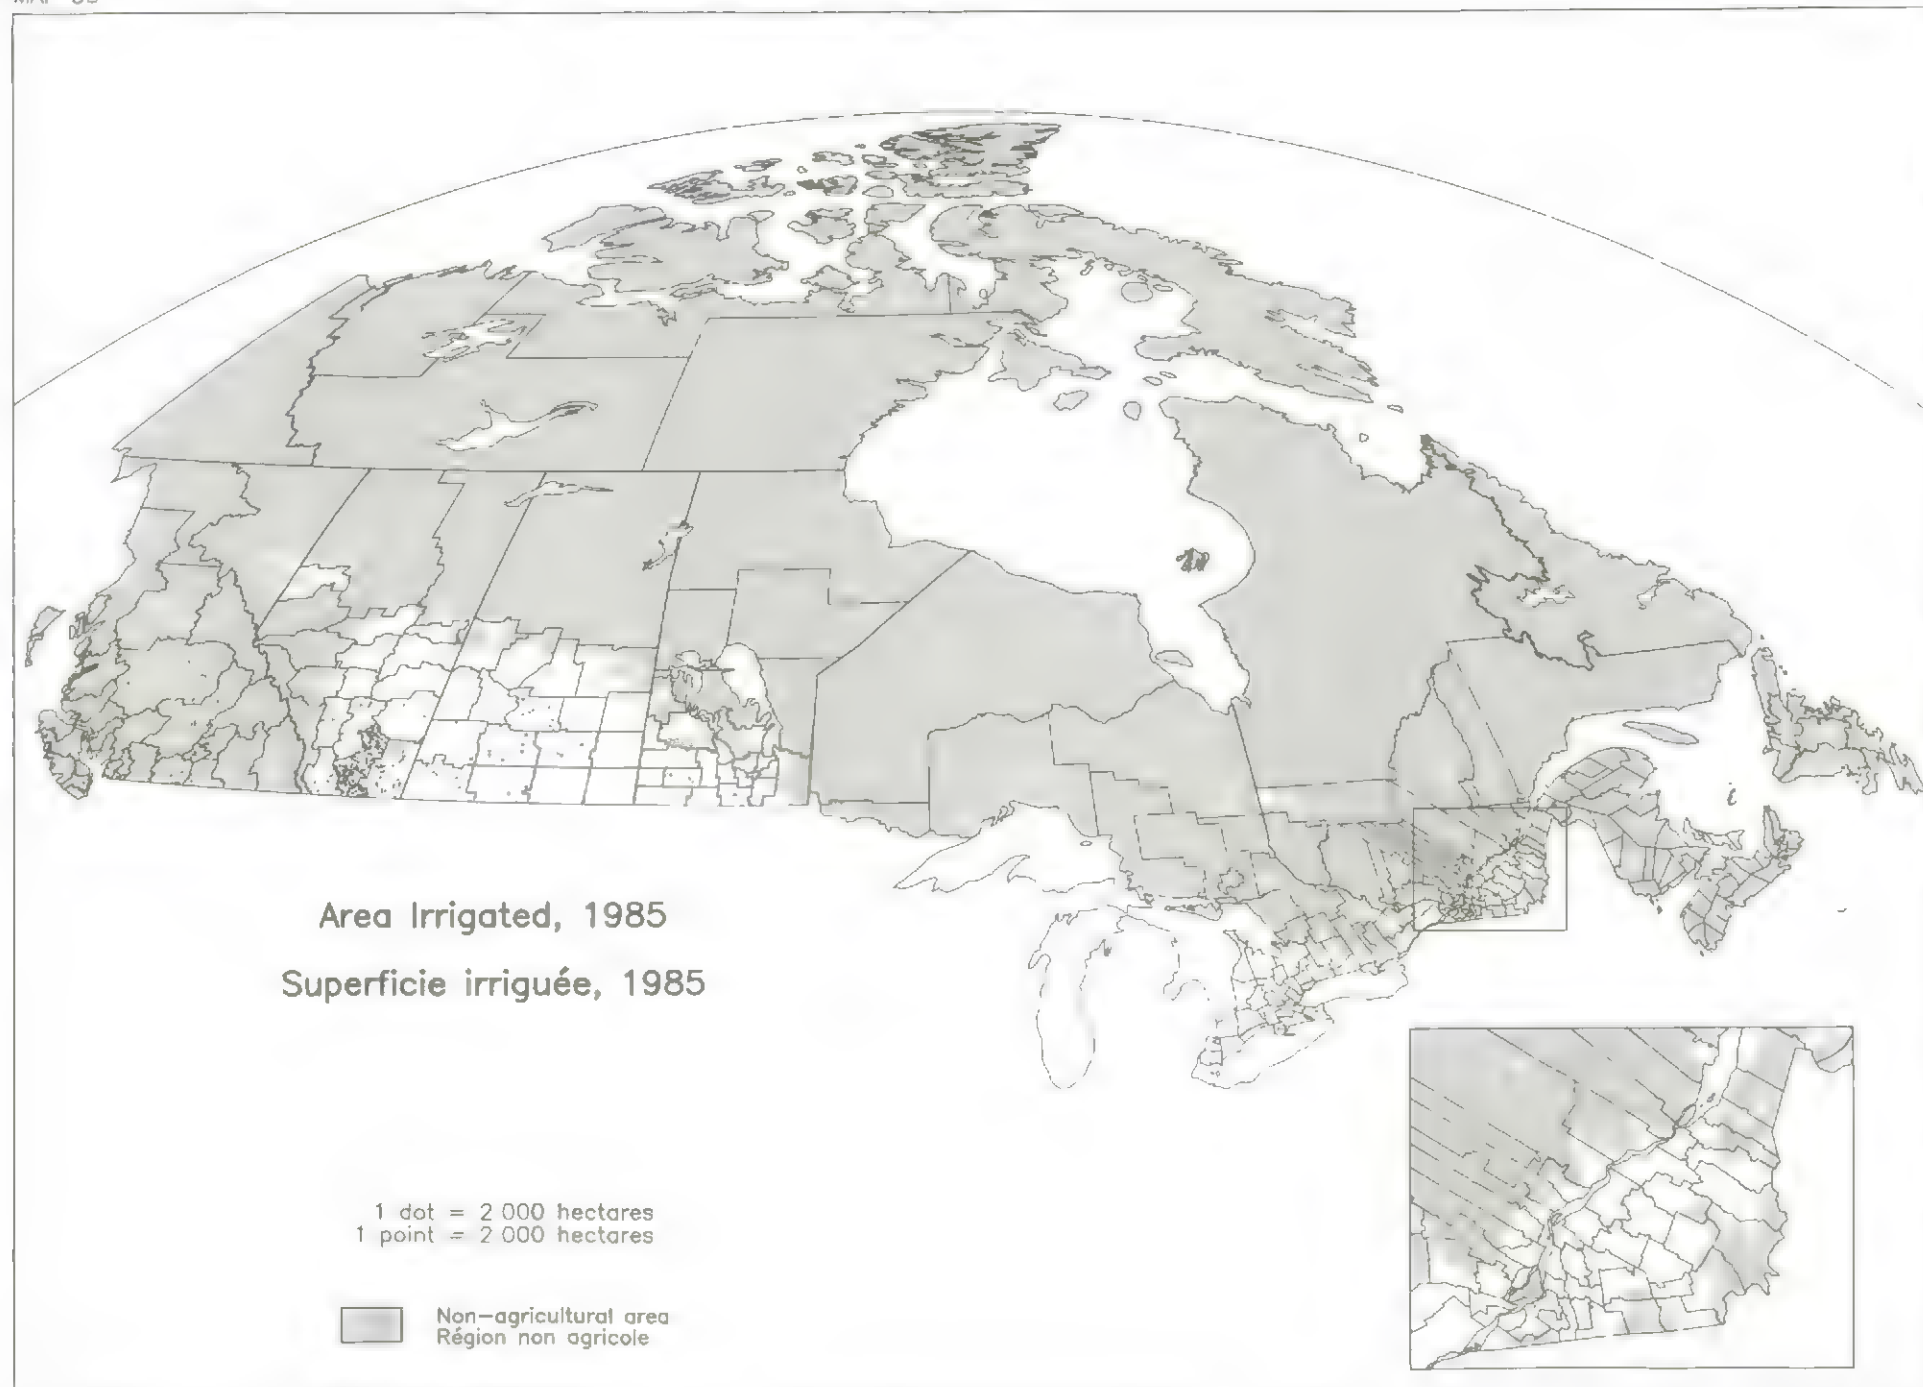 Area Irrigated, 1985
Superficie irriguée, 1985
1 dot = 2 000 hectares
1 point = 2 000 hectares
Non-agricultural area
Région non agricole